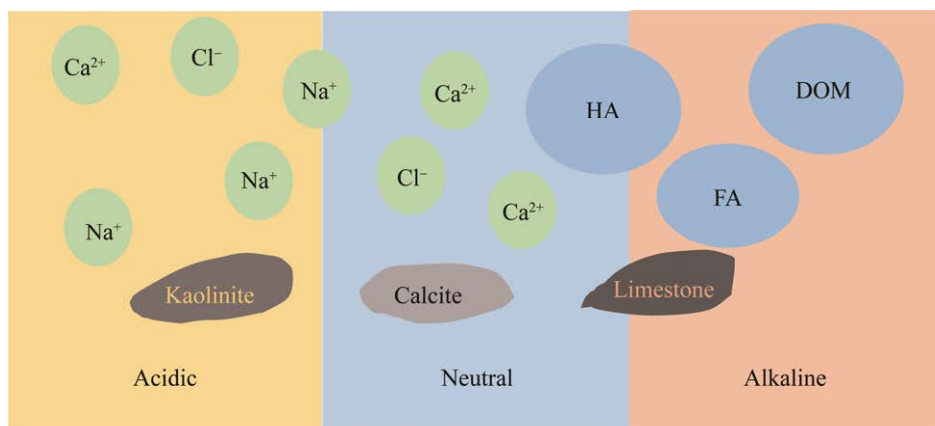 Ca²⁺
Cl⁻
Na⁺
Ca²⁺
HA
DOM
Na⁺
Cl⁻
Ca²⁺
FA
Na⁺
Kaolinite
Calcite
Limestone
Acidic
Neutral
Alkaline